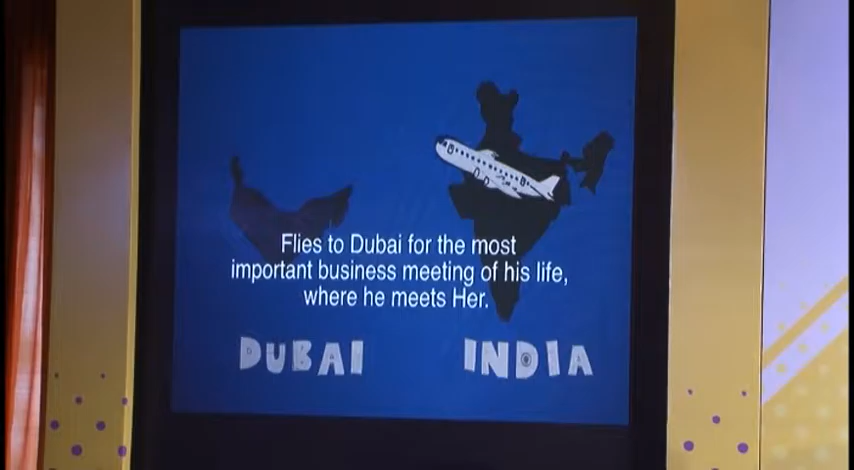 Flies to Dubai for the most
important business meeting of his life,
where he meets Her.
DUBAI INDIA